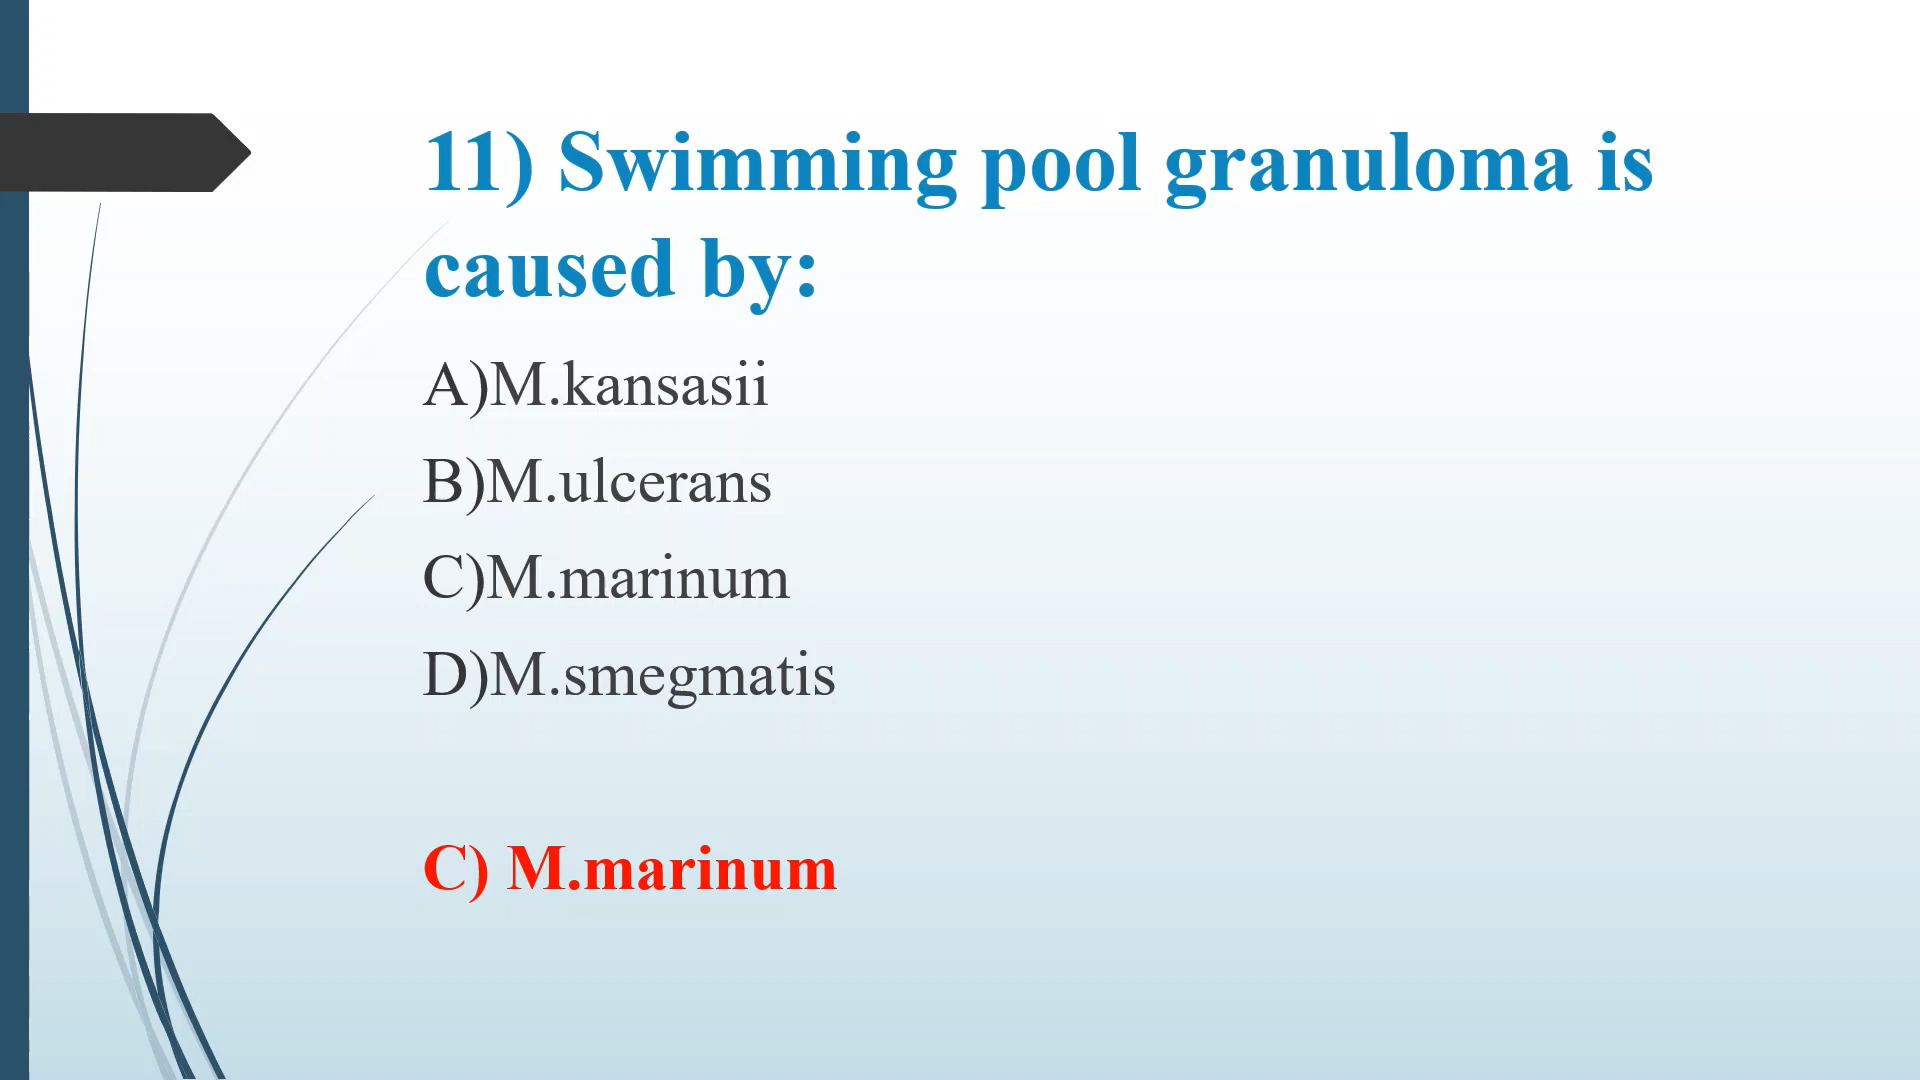 11) Swimming pool granuloma is
caused by:
A)M.kansasii
B)M.ulcerans
C)M.marinum
D)M.smegmatis
C) M.marinum